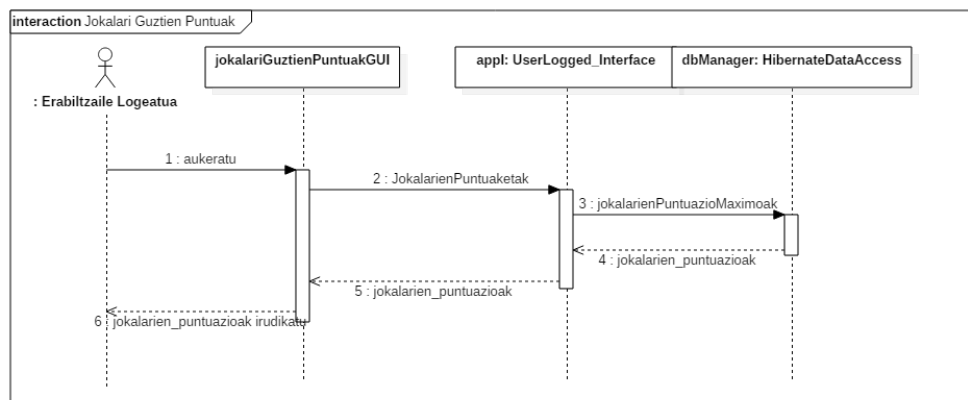 interaction Jokalari Guztien Puntuak
jokalariGuztienPuntuakGUI
appI: UserLogged_Interface
dbManager: HibernateDataAccess
: Erabiltzaile Logeatua
1 : aukeratu
2 : JokalarienPuntuaketak
3 : jokalarienPuntuazioMaximoak
4 : jokalarien_puntuazioak
5 : jokalarien_puntuazioak
6 : jokalarien_puntuazioak irudikatu